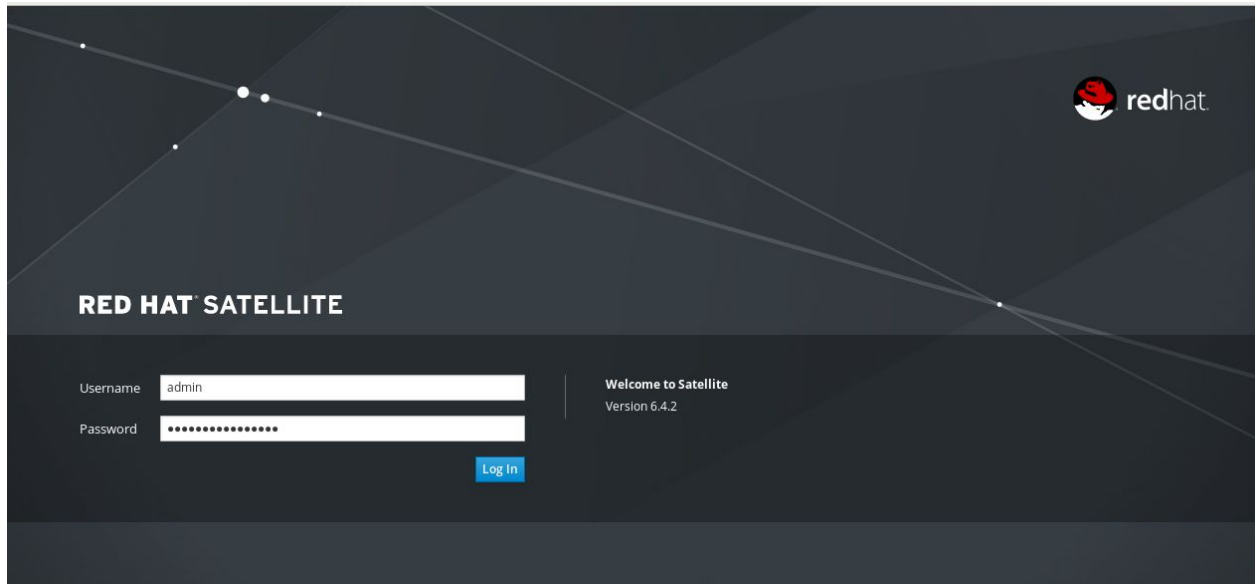 redhat.
RED HAT® SATELLITE
Username admin
Password ••••••••••••••••
Log In
Welcome to Satellite
Version 6.4.2